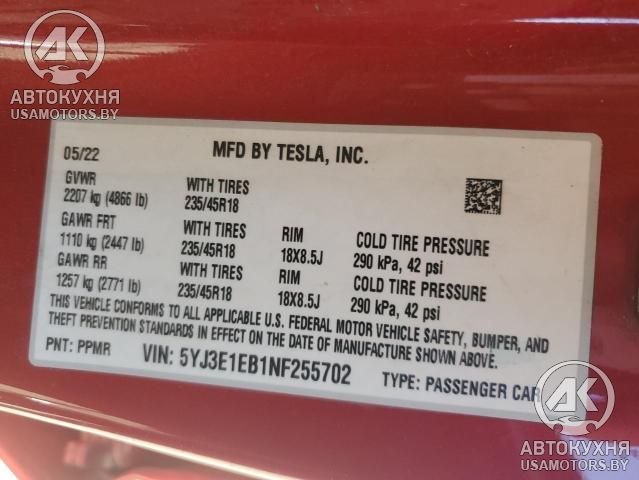 AK
АВТОКУХНЯ
USAMOTORS.BY
05/22 MFD BY TESLA, INC.
GVWR WITH TIRES
2207 kg (4866 lb) 235/45R18
GAWR FRT WITH TIRES RIM COLD TIRE PRESSURE
1110 kg (2447 lb) 235/45R18 18X8.5J 290 kPa, 42 psi
GAWR RR WITH TIRES RIM COLD TIRE PRESSURE
1257 kg (2771 lb) 235/45R18 18X8.5J 290 kPa, 42 psi
THIS VEHICLE CONFORMS TO ALL APPLICABLE U.S. FEDERAL MOTOR VEHICLE SAFETY, BUMPER, AND
THEFT PREVENTION STANDARDS IN EFFECT ON THE DATE OF MANUFACTURE SHOWN ABOVE.
PNT: PPMR VIN: 5YJ3E1EB1NF255702 TYPE: PASSENGER CAR
AK
АВТОКУХНЯ
USAMOTORS.BY